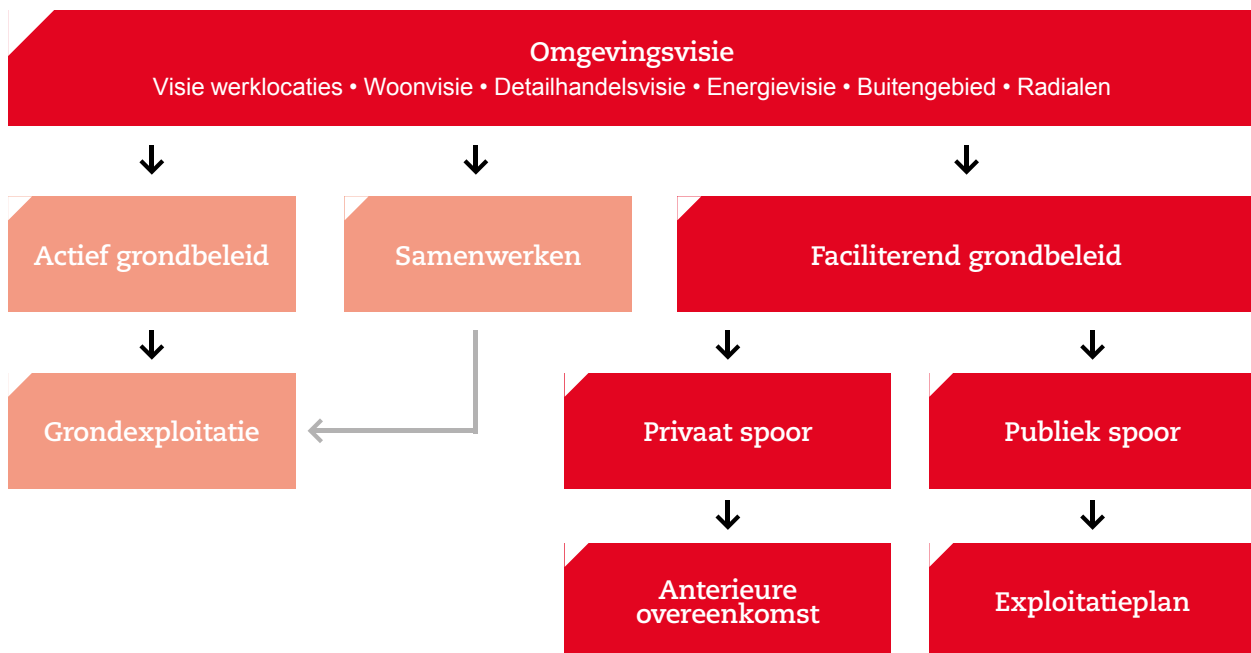 Omgevingsvisie
Visie werklocaties • Woonvisie • Detailhandelsvisie • Energievisie • Buitengebied • Radialen
Actief grondbeleid
Samenwerken
Faciliterend grondbeleid
Grondexploitatie
Privaat spoor
Publiek spoor
Anterieure
overeenkomst
Exploitatieplan